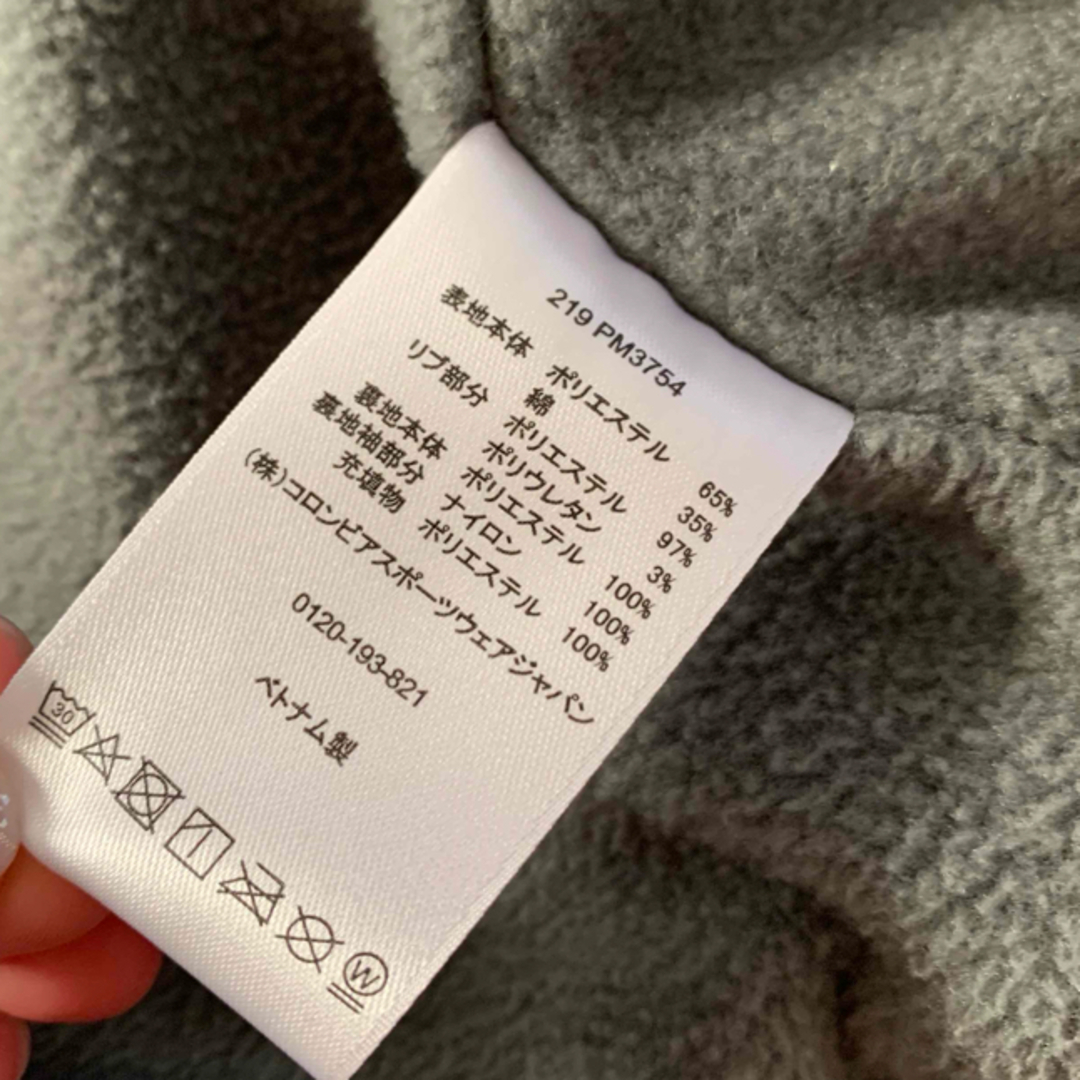 219 PM3754
表地本体 ポリエステル 65%
綿 35%
リブ部分 ポリエステル 97%
ポリウレタン 3%
裏地本体 ポリエステル 100%
裏地袖部分 ナイロン 100%
充填物 ポリエステル 100%
(株)コロンビアスポーツウェアジャパン
0120-193-821
ベトナム製
30
W